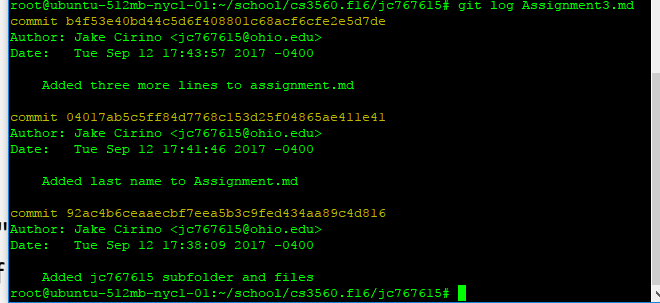 root@ubuntu-512mb-nyc1-01:~/school/cs3560.f16/jc767615# git log Assignment3.md
commit b4f53e40bd44c5d6f408801c68acf6cfe2e5d7de
Author: Jake Cirino <jc767615@ohio.edu>
Date:   Tue Sep 12 17:43:57 2017 -0400
    Added three more lines to assignment.md
commit 04017ab5c5ff84d7768c153d25f04865ae411e41
Author: Jake Cirino <jc767615@ohio.edu>
Date:   Tue Sep 12 17:41:46 2017 -0400
    Added last name to Assignment.md
commit 92ac4b6ceaaecbf7eea5b3c9fed434aa89c4d816
Author: Jake Cirino <jc767615@ohio.edu>
Date:   Tue Sep 12 17:38:09 2017 -0400
    Added jc767615 subfolder and files
root@ubuntu-512mb-nyc1-01:~/school/cs3560.f16/jc767615#